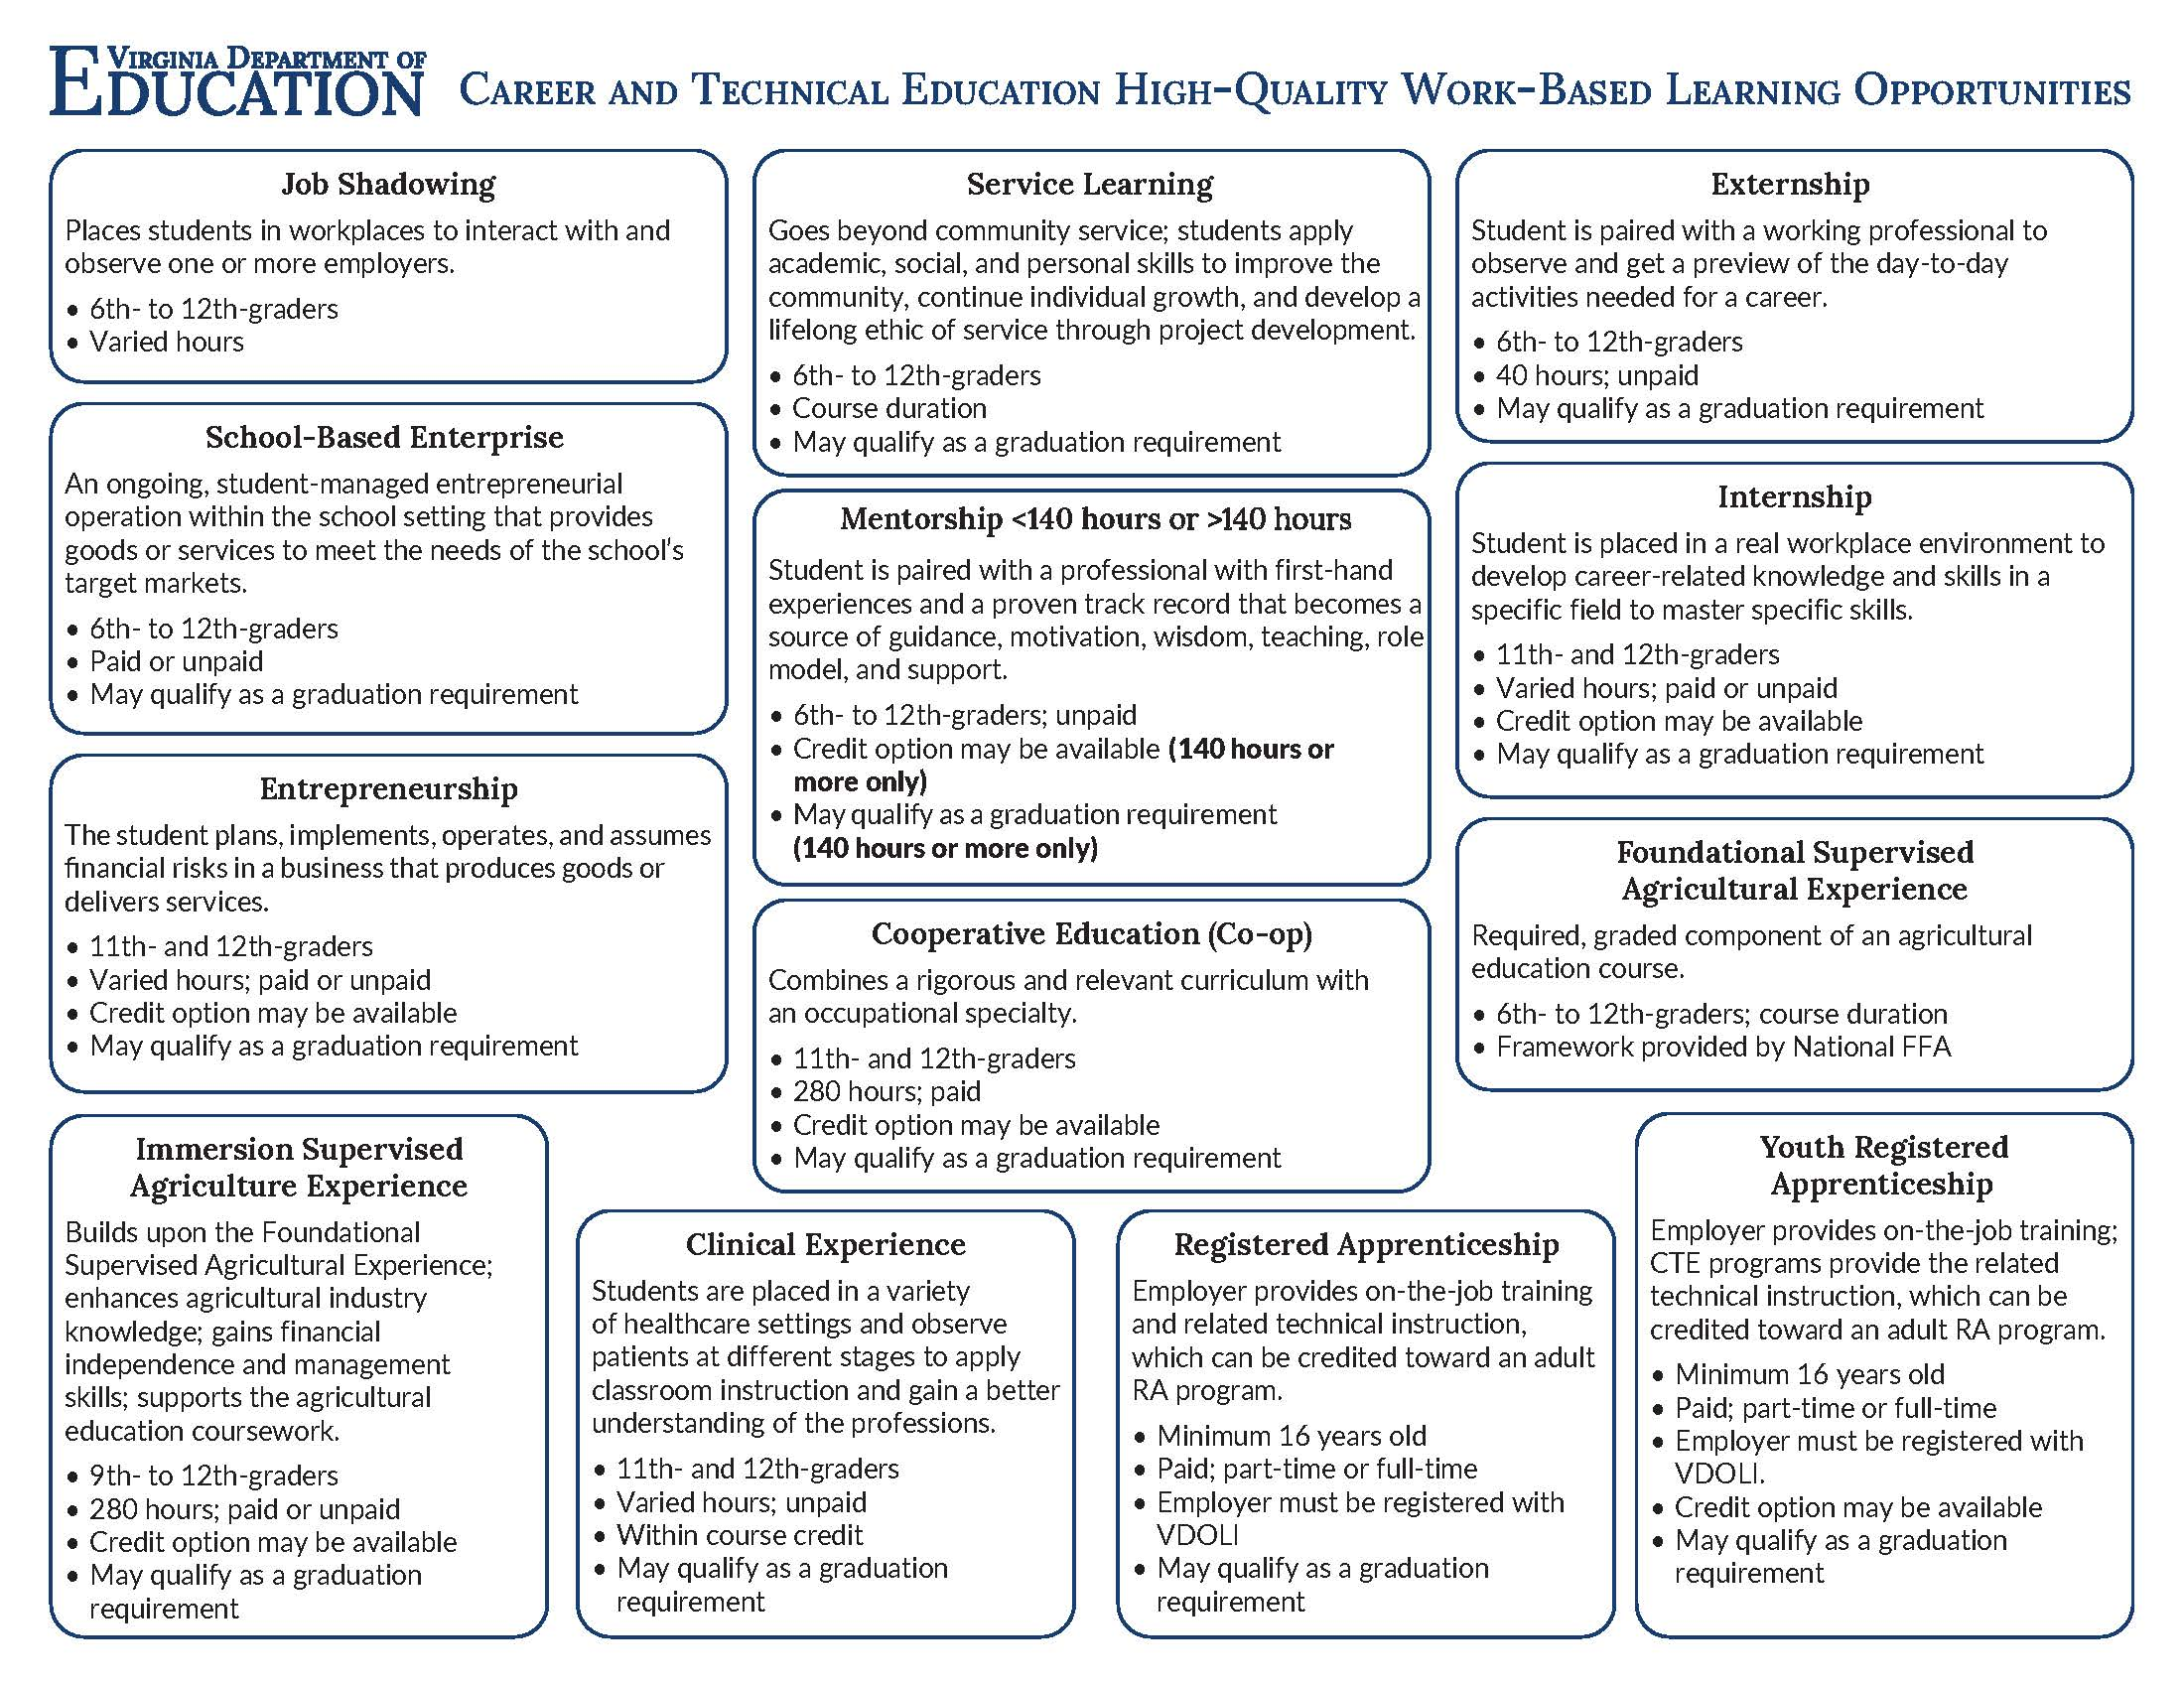 VIRGINIA DEPARTMENT OF
EDUCATION
CAREER AND TECHNICAL EDUCATION HIGH-QUALITY WORK-BASED LEARNING OPPORTUNITIES
Job Shadowing
Places students in workplaces to interact with and
observe one or more employers.
• 6th- to 12th-graders
• Varied hours
School-Based Enterprise
An ongoing, student-managed entrepreneurial
operation within the school setting that provides
goods or services to meet the needs of the school's
target markets.
• 6th- to 12th-graders
• Paid or unpaid
• May qualify as a graduation requirement
Entrepreneurship
The student plans, implements, operates, and assumes
financial risks in a business that produces goods or
delivers services.
• 11th- and 12th-graders
• Varied hours; paid or unpaid
• Credit option may be available
• May qualify as a graduation requirement
Immersion Supervised
Agriculture Experience
Builds upon the Foundational
Supervised Agricultural Experience;
enhances agricultural industry
knowledge; gains financial
independence and management
skills; supports the agricultural
education coursework.
• 9th- to 12th-graders
• 280 hours; paid or unpaid
• Credit option may be available
• May qualify as a graduation
requirement
Service Learning
Goes beyond community service; students apply
academic, social, and personal skills to improve the
community, continue individual growth, and develop a
lifelong ethic of service through project development.
• 6th- to 12th-graders
• Course duration
• May qualify as a graduation requirement
Mentorship <140 hours or >140 hours
Student is paired with a professional with first-hand
experiences and a proven track record that becomes a
source of guidance, motivation, wisdom, teaching, role
model, and support.
• 6th- to 12th-graders; unpaid
• Credit option may be available (140 hours or
more only)
• May qualify as a graduation requirement
(140 hours or more only)
Cooperative Education (Co-op)
Combines a rigorous and relevant curriculum with
an occupational specialty.
• 11th- and 12th-graders
• 280 hours; paid
• Credit option may be available
• May qualify as a graduation requirement
Clinical Experience
Students are placed in a variety
of healthcare settings and observe
patients at different stages to apply
classroom instruction and gain a better
understanding of the professions.
• 11th- and 12th-graders
• Varied hours; unpaid
• Within course credit
• May qualify as a graduation
requirement
Externship
Student is paired with a working professional to
observe and get a preview of the day-to-day
activities needed for a career.
• 6th- to 12th-graders
• 40 hours; unpaid
• May qualify as a graduation requirement
Internship
Student is placed in a real workplace environment to
develop career-related knowledge and skills in a
specific field to master specific skills.
• 11th- and 12th-graders
• Varied hours; paid or unpaid
• Credit option may be available
• May qualify as a graduation requirement
Foundational Supervised
Agricultural Experience
Required, graded component of an agricultural
education course.
• 6th- to 12th-graders; course duration
• Framework provided by National FFA
Registered Apprenticeship
Employer provides on-the-job training
and related technical instruction,
which can be credited toward an adult
RA program.
• Minimum 16 years old
• Paid; part-time or full-time
• Employer must be registered with
VDOLI
• May qualify as a graduation
requirement
Youth Registered
Apprenticeship
Employer provides on-the-job training;
CTE programs provide the related
technical instruction, which can be
credited toward an adult RA program.
• Minimum 16 years old
• Paid; part-time or full-time
• Employer must be registered with
VDOLI.
• Credit option may be available
• May qualify as a graduation
requirement